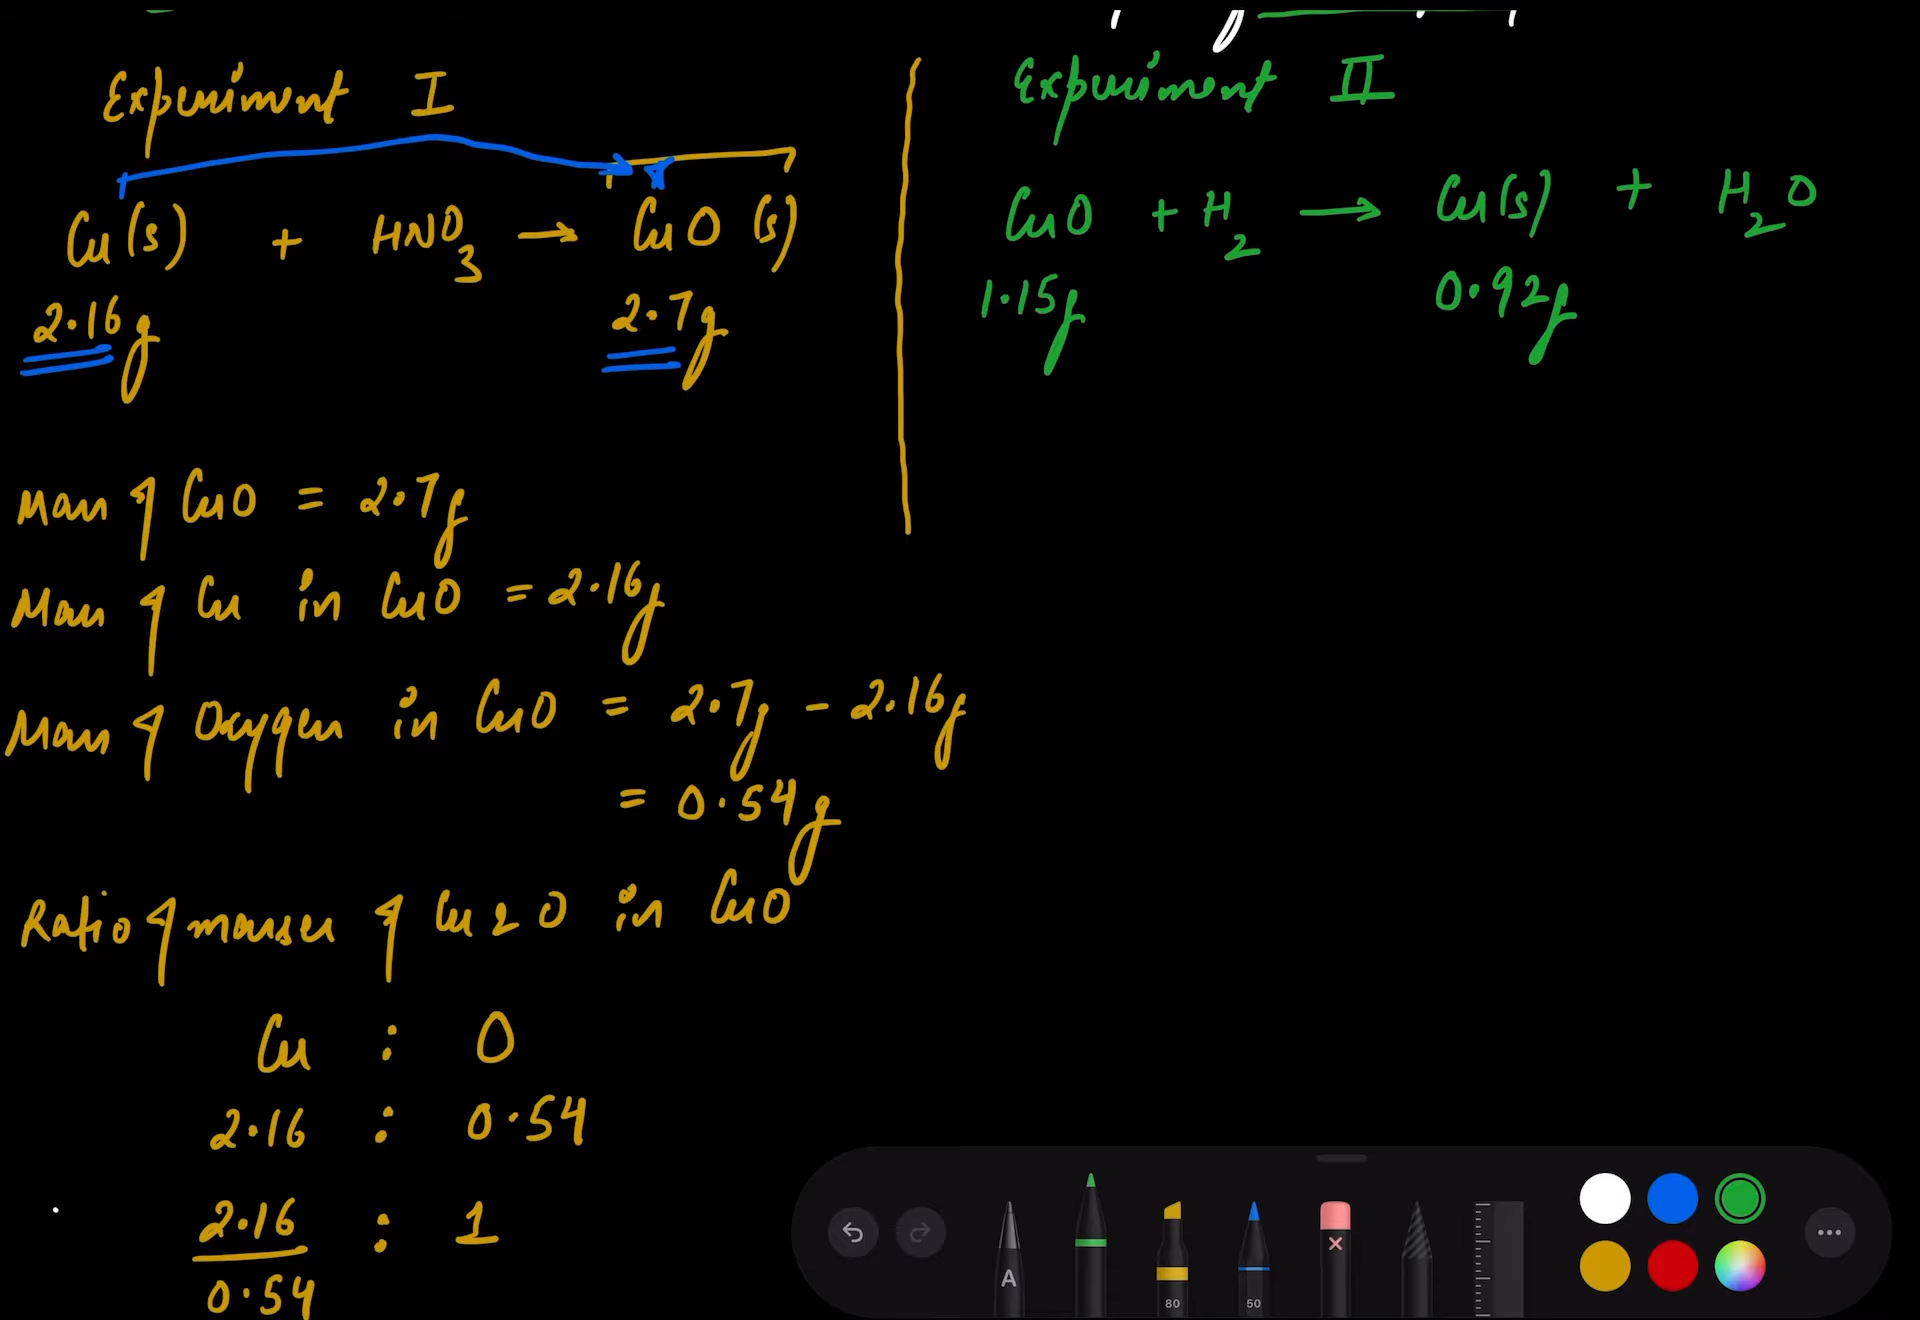 Experiment I
Cu(s) + HNO3 → CuO (s)
2.16g 2.7g
Experiment II
CuO + H2 → Cu(s) + H2O
1.15g 0.92g
Mass of CuO = 2.7g
Mass of Cu in CuO = 2.16g
Mass of Oxygen in CuO = 2.7g - 2.16g
= 0.54g
Ratio of masses of Cu & O in CuO
Cu : O
2.16 : 0.54
2.16 : 1
0.54
A
80
50